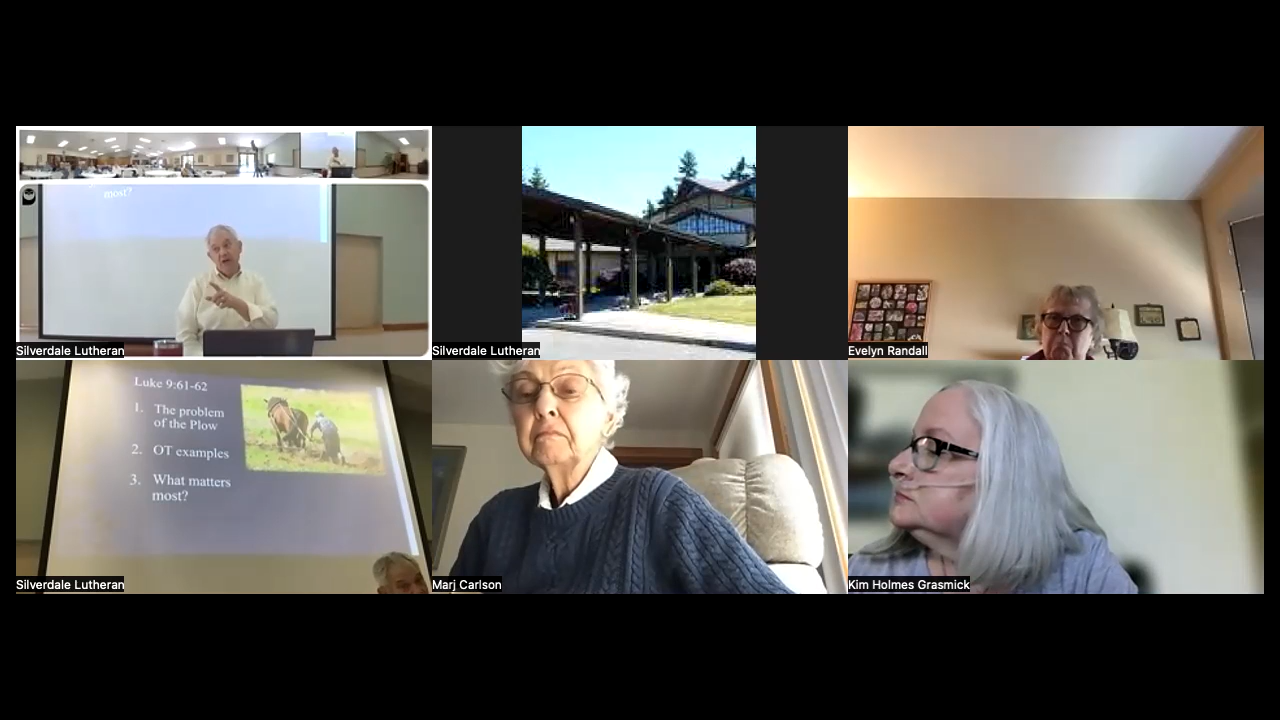 most?
Silverdale Lutheran
Silverdale Lutheran
Evelyn Randall
Luke 9:61-62
1. The problem
of the Plow
2. OT examples
3. What matters
most?
Silverdale Lutheran
Marj Carlson
Kim Holmes Grasmick